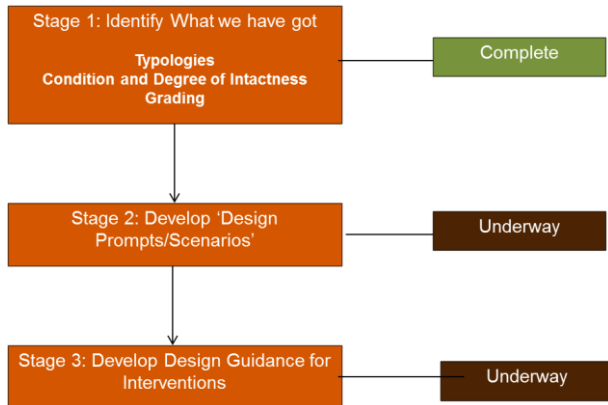 Stage 1: Identify What we have got
Typologies
Condition and Degree of Intactness
Grading
Complete
Stage 2: Develop ‘Design
Prompts/Scenarios’
Underway
Stage 3: Develop Design Guidance for
Interventions
Underway